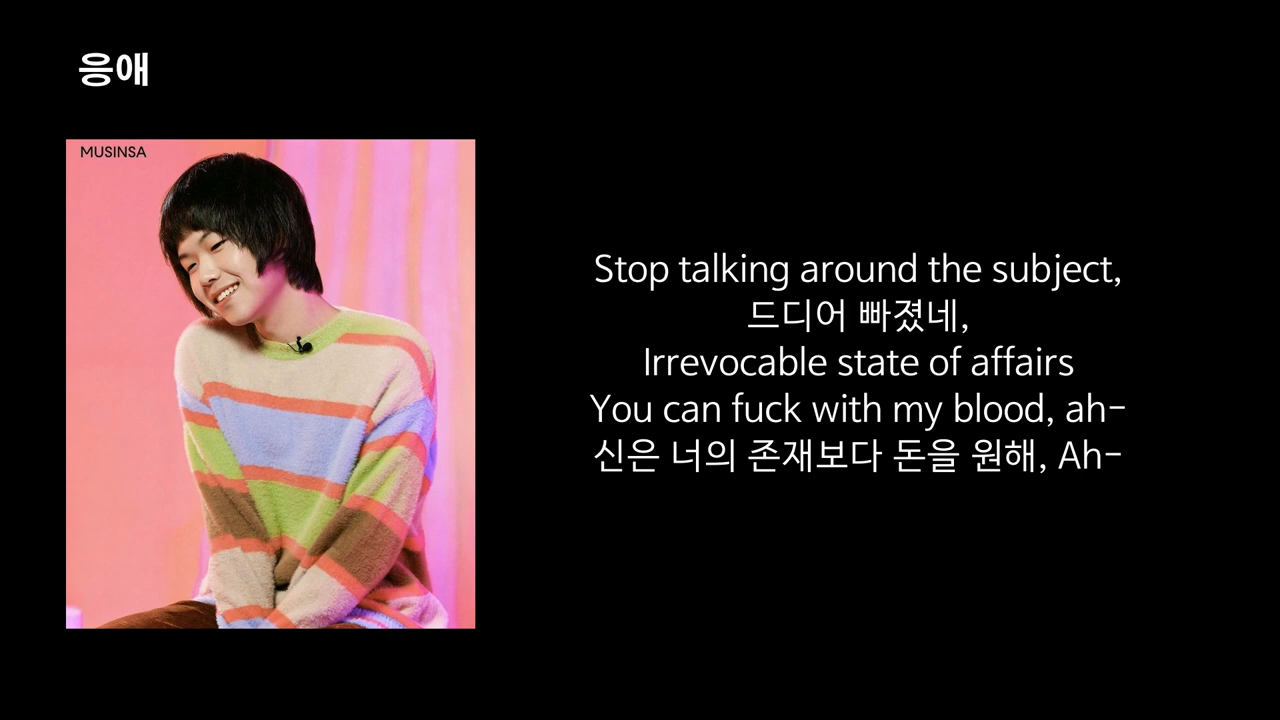 응애
MUSINSA
Stop talking around the subject,
드디어 빠졌네,
Irrevocable state of affairs
You can fuck with my blood, ah-
신은 너의 존재보다 돈을 원해, Ah-